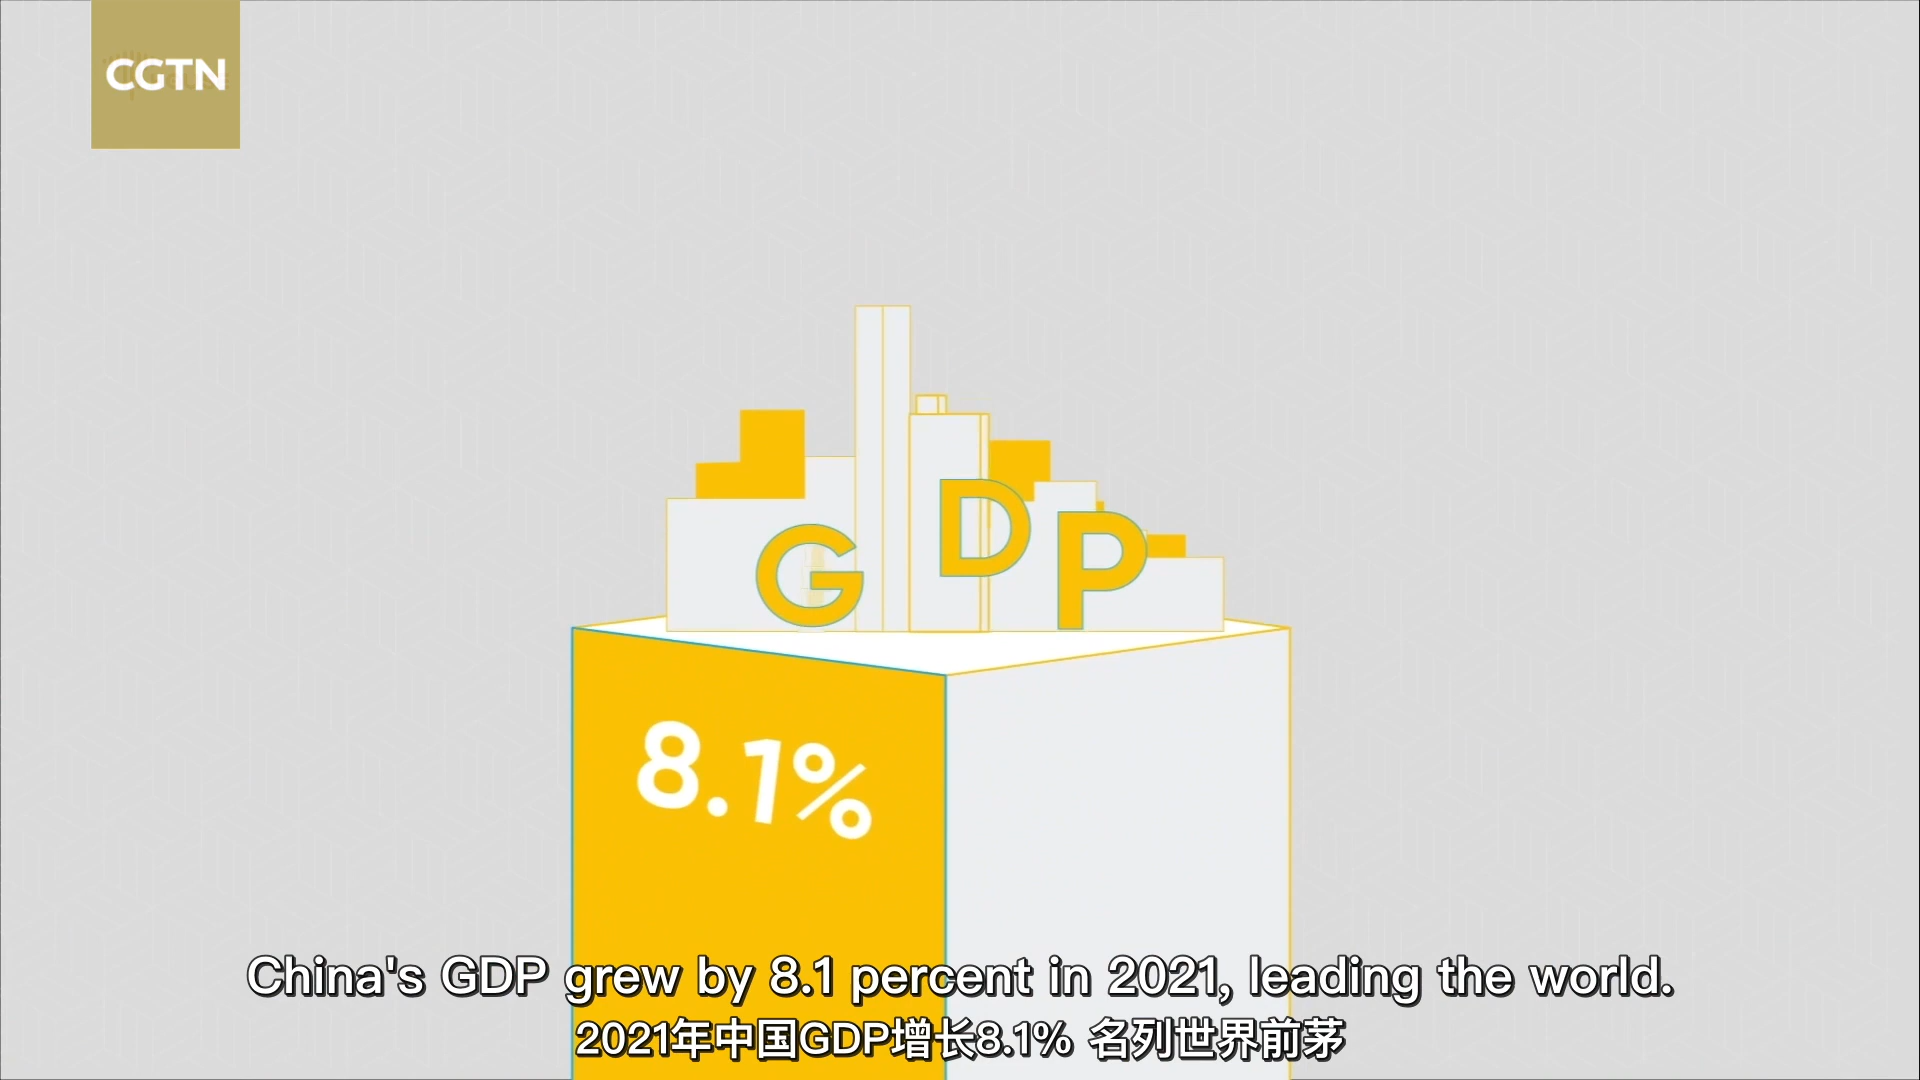 CGTN
GDP
8.1%
China's GDP grew by 8.1 percent in 2021, leading the world.
2021年中国GDP增长8.1% 名列世界前茅